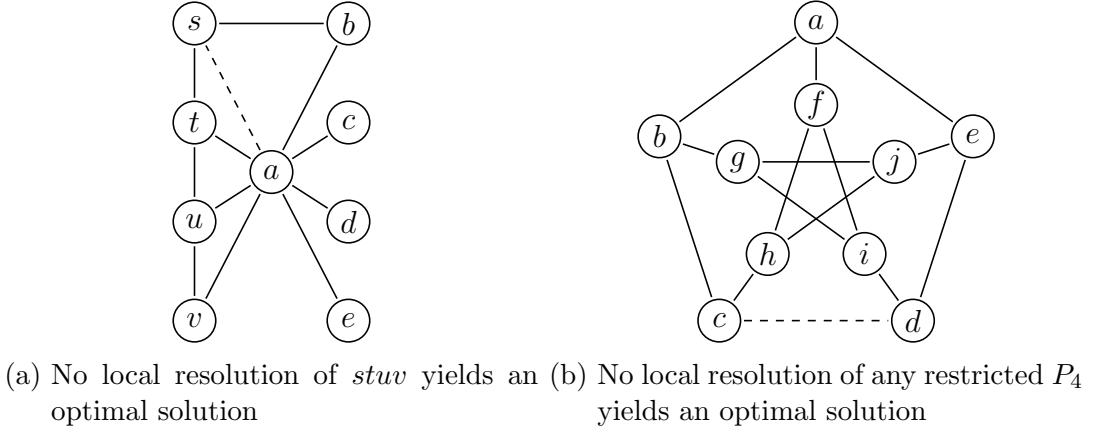 s b
t c
a
u d
v e
a
f
b g j e
h i
c d
(a) No local resolution of stuv yields an optimal solution
(b) No local resolution of any restricted P4 yields an optimal solution